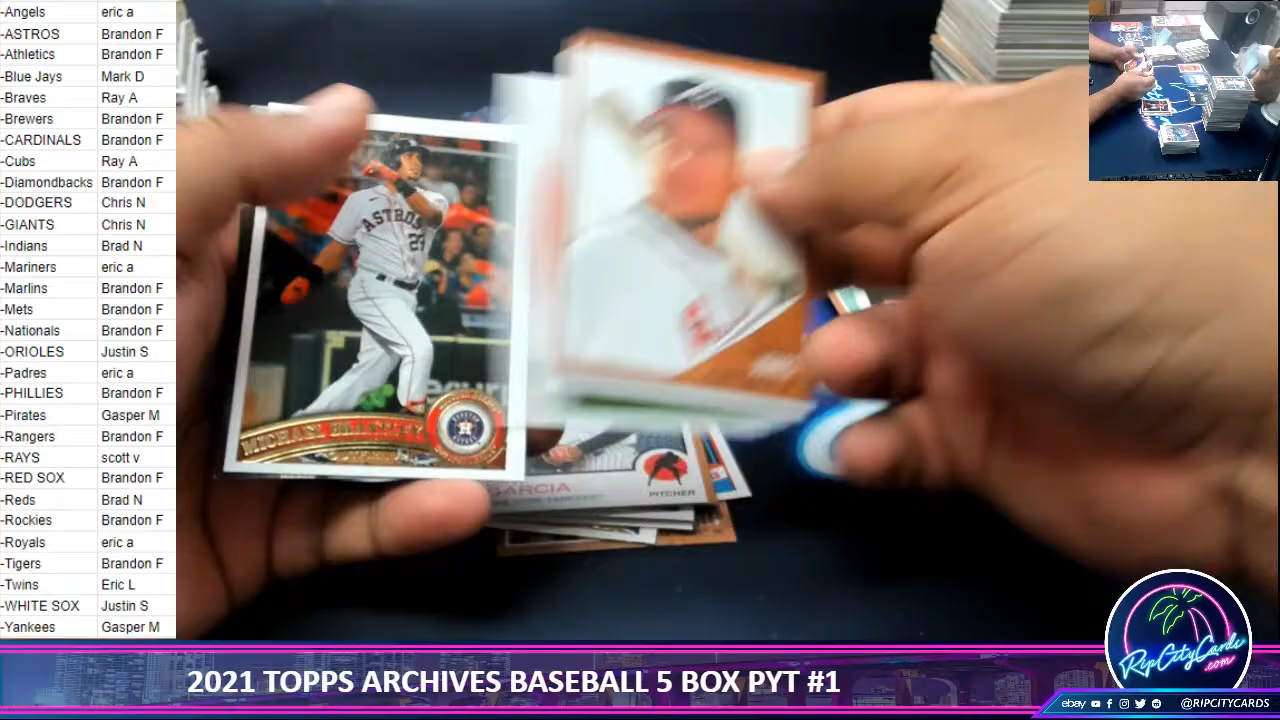 -Angels eric a
-ASTROS Brandon F
-Athletics Brandon F
-Blue Jays Mark D
-Braves Ray A
-Brewers Brandon F
-CARDINALS Brandon F
-Cubs Ray A
-Diamondbacks Brandon F
-DODGERS Chris N
-GIANTS Chris N
-Indians Brad N
-Mariners eric a
-Marlins Brandon F
-Mets Brandon F
-Nationals Brandon F
-ORIOLES Justin S
-Padres eric a
-PHILLIES Brandon F
-Pirates Gasper M
-Rangers Brandon F
-RAYS scott v
-RED SOX Brandon F
-Reds Brad N
-Rockies Brandon F
-Royals eric a
-Tigers Brandon F
-Twins Eric L
-WHITE SOX Justin S
-Yankees Gasper M
ASTROS
MICHAEL BRANTLEY
GARCIA
PITCHER
RipCityCards
.com
2021 TOPPS ARCHIVES BASEBALL 5 BOX PYT #1
ebay @RIPCITYCARDS